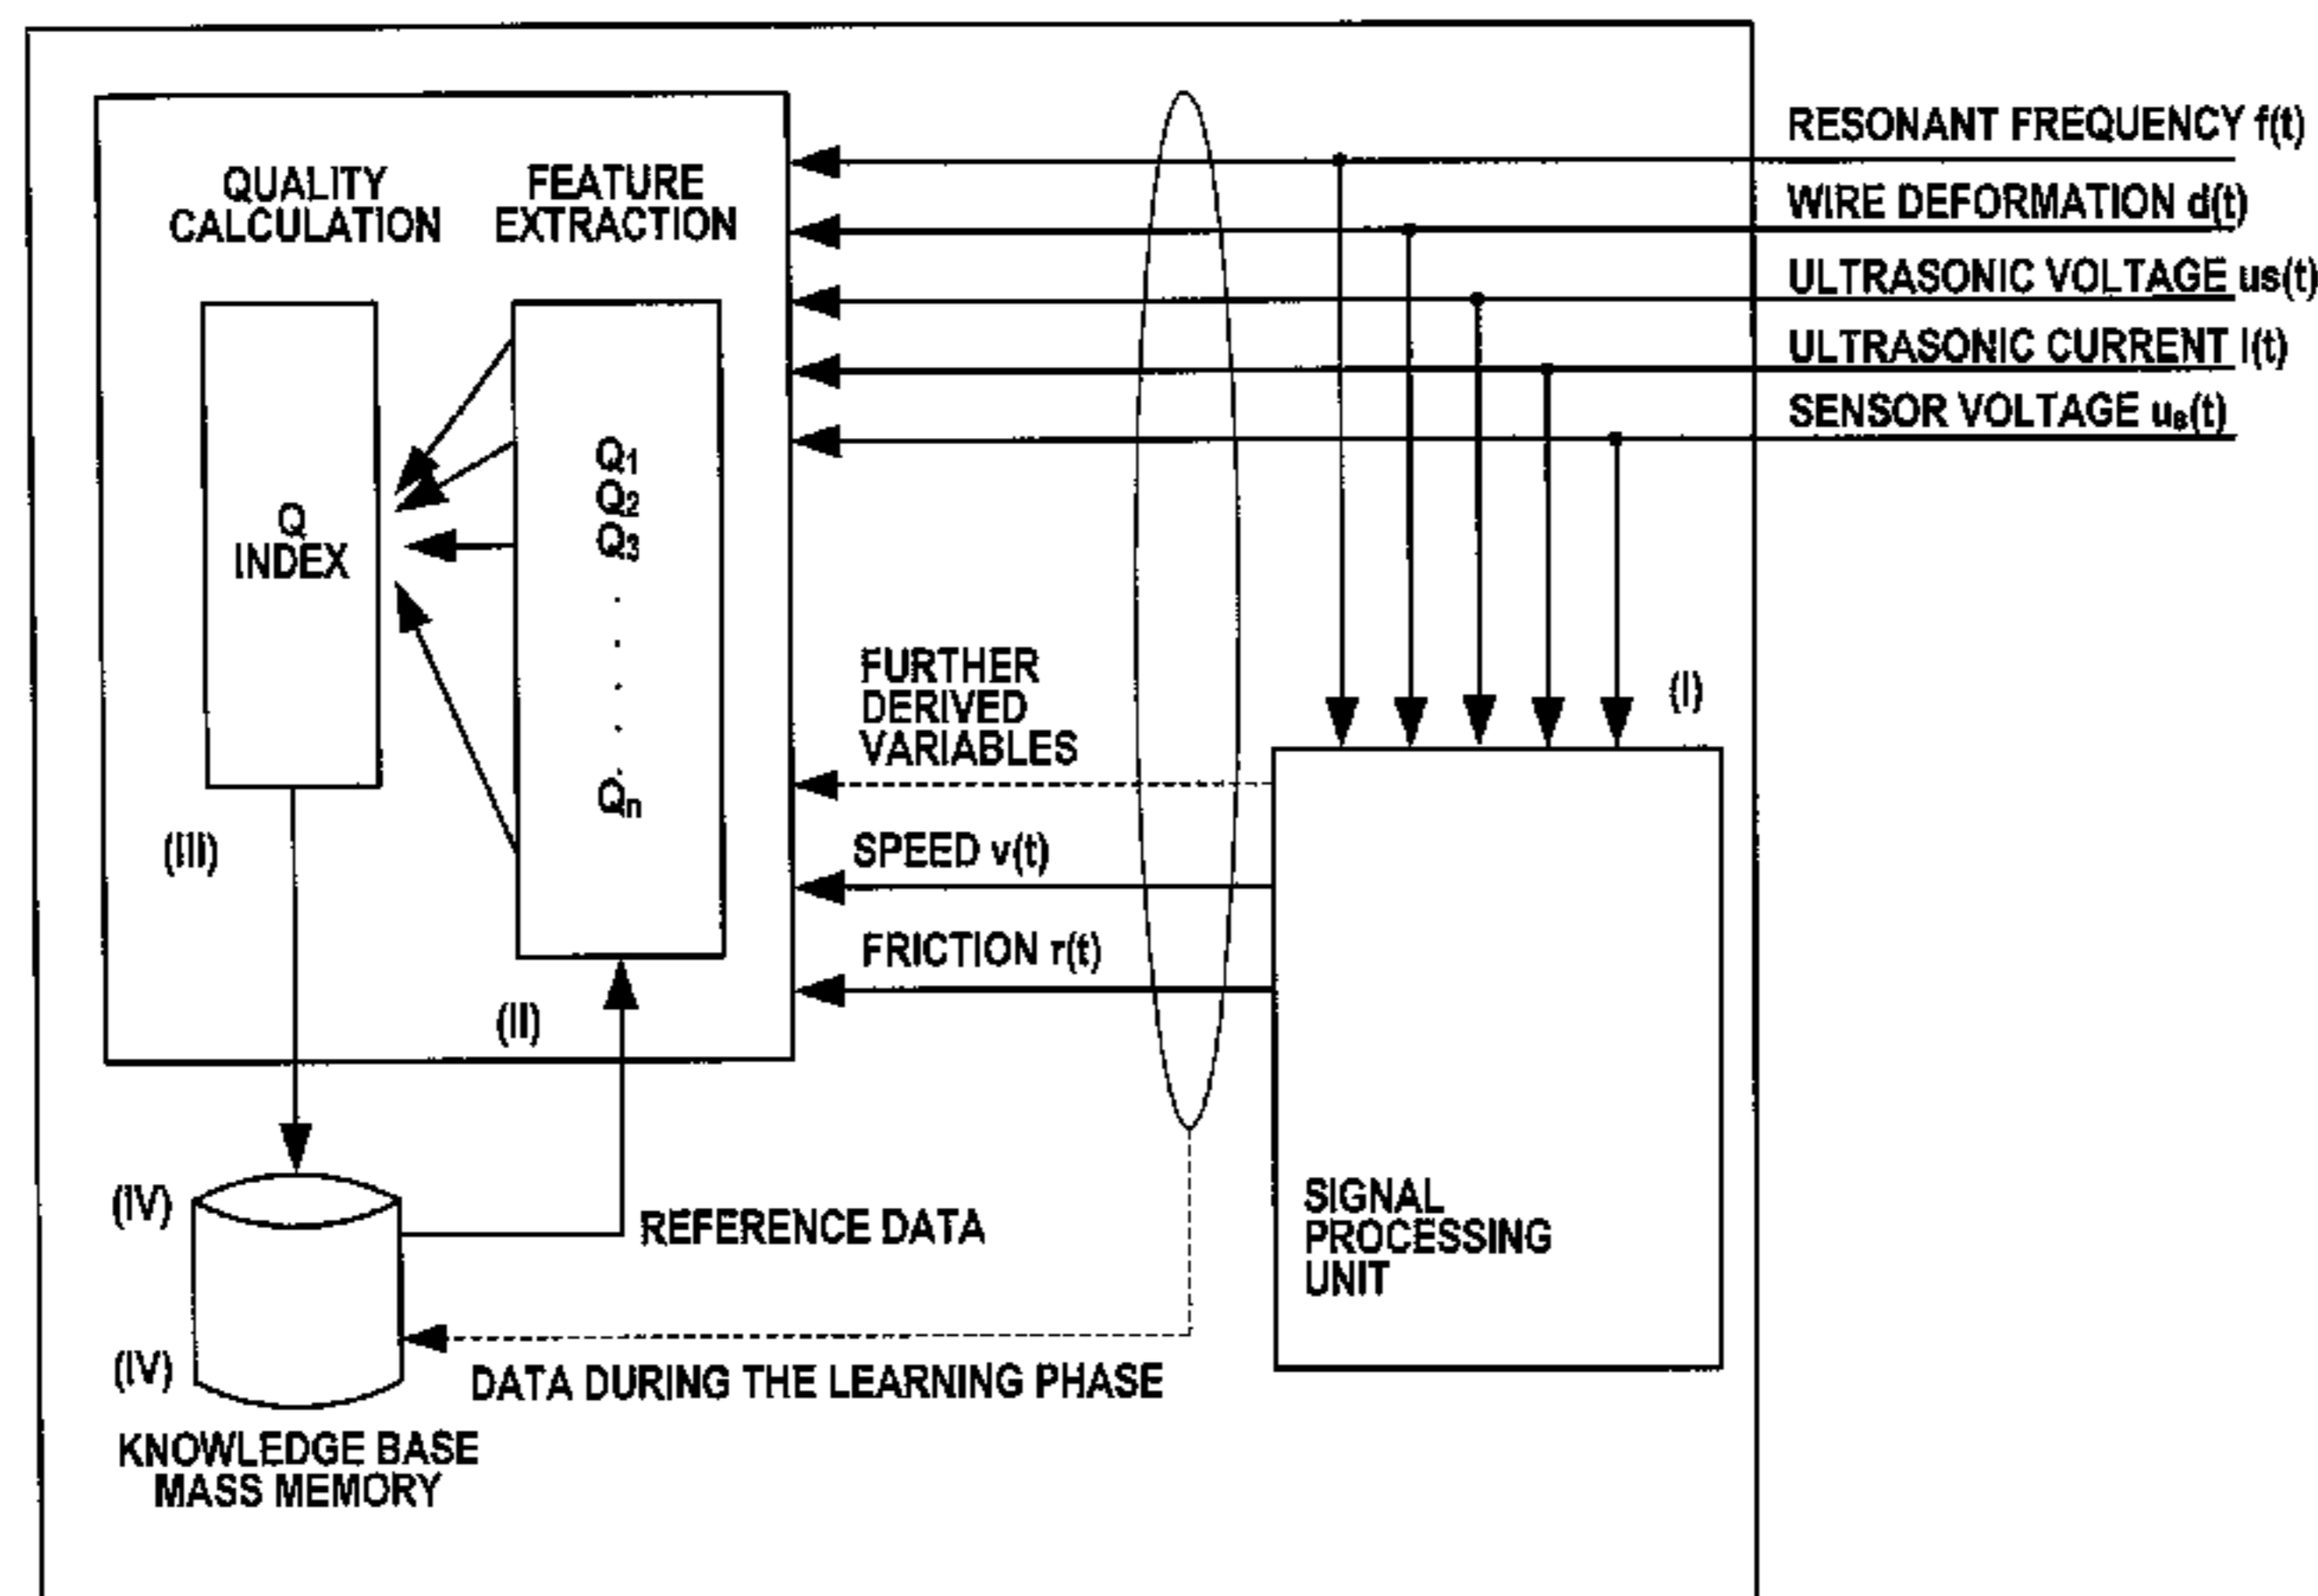 RESONANT FREQUENCY f(t)
WIRE DEFORMATION d(t)
ULTRASONIC VOLTAGE us(t)
ULTRASONIC CURRENT I(t)
SENSOR VOLTAGE uₛ(t)
QUALITY
CALCULATION
FEATURE
EXTRACTION
Q
INDEX
Q1
Q2
Q3
.
.
.
.
.
Qn
FURTHER
DERIVED
VARIABLES
(I)
SPEED v(t)
FRICTION r(t)
(III)
(II)
(IV)
REFERENCE DATA
SIGNAL
PROCESSING
UNIT
(IV)
DATA DURING THE LEARNING PHASE
KNOWLEDGE BASE
MASS MEMORY